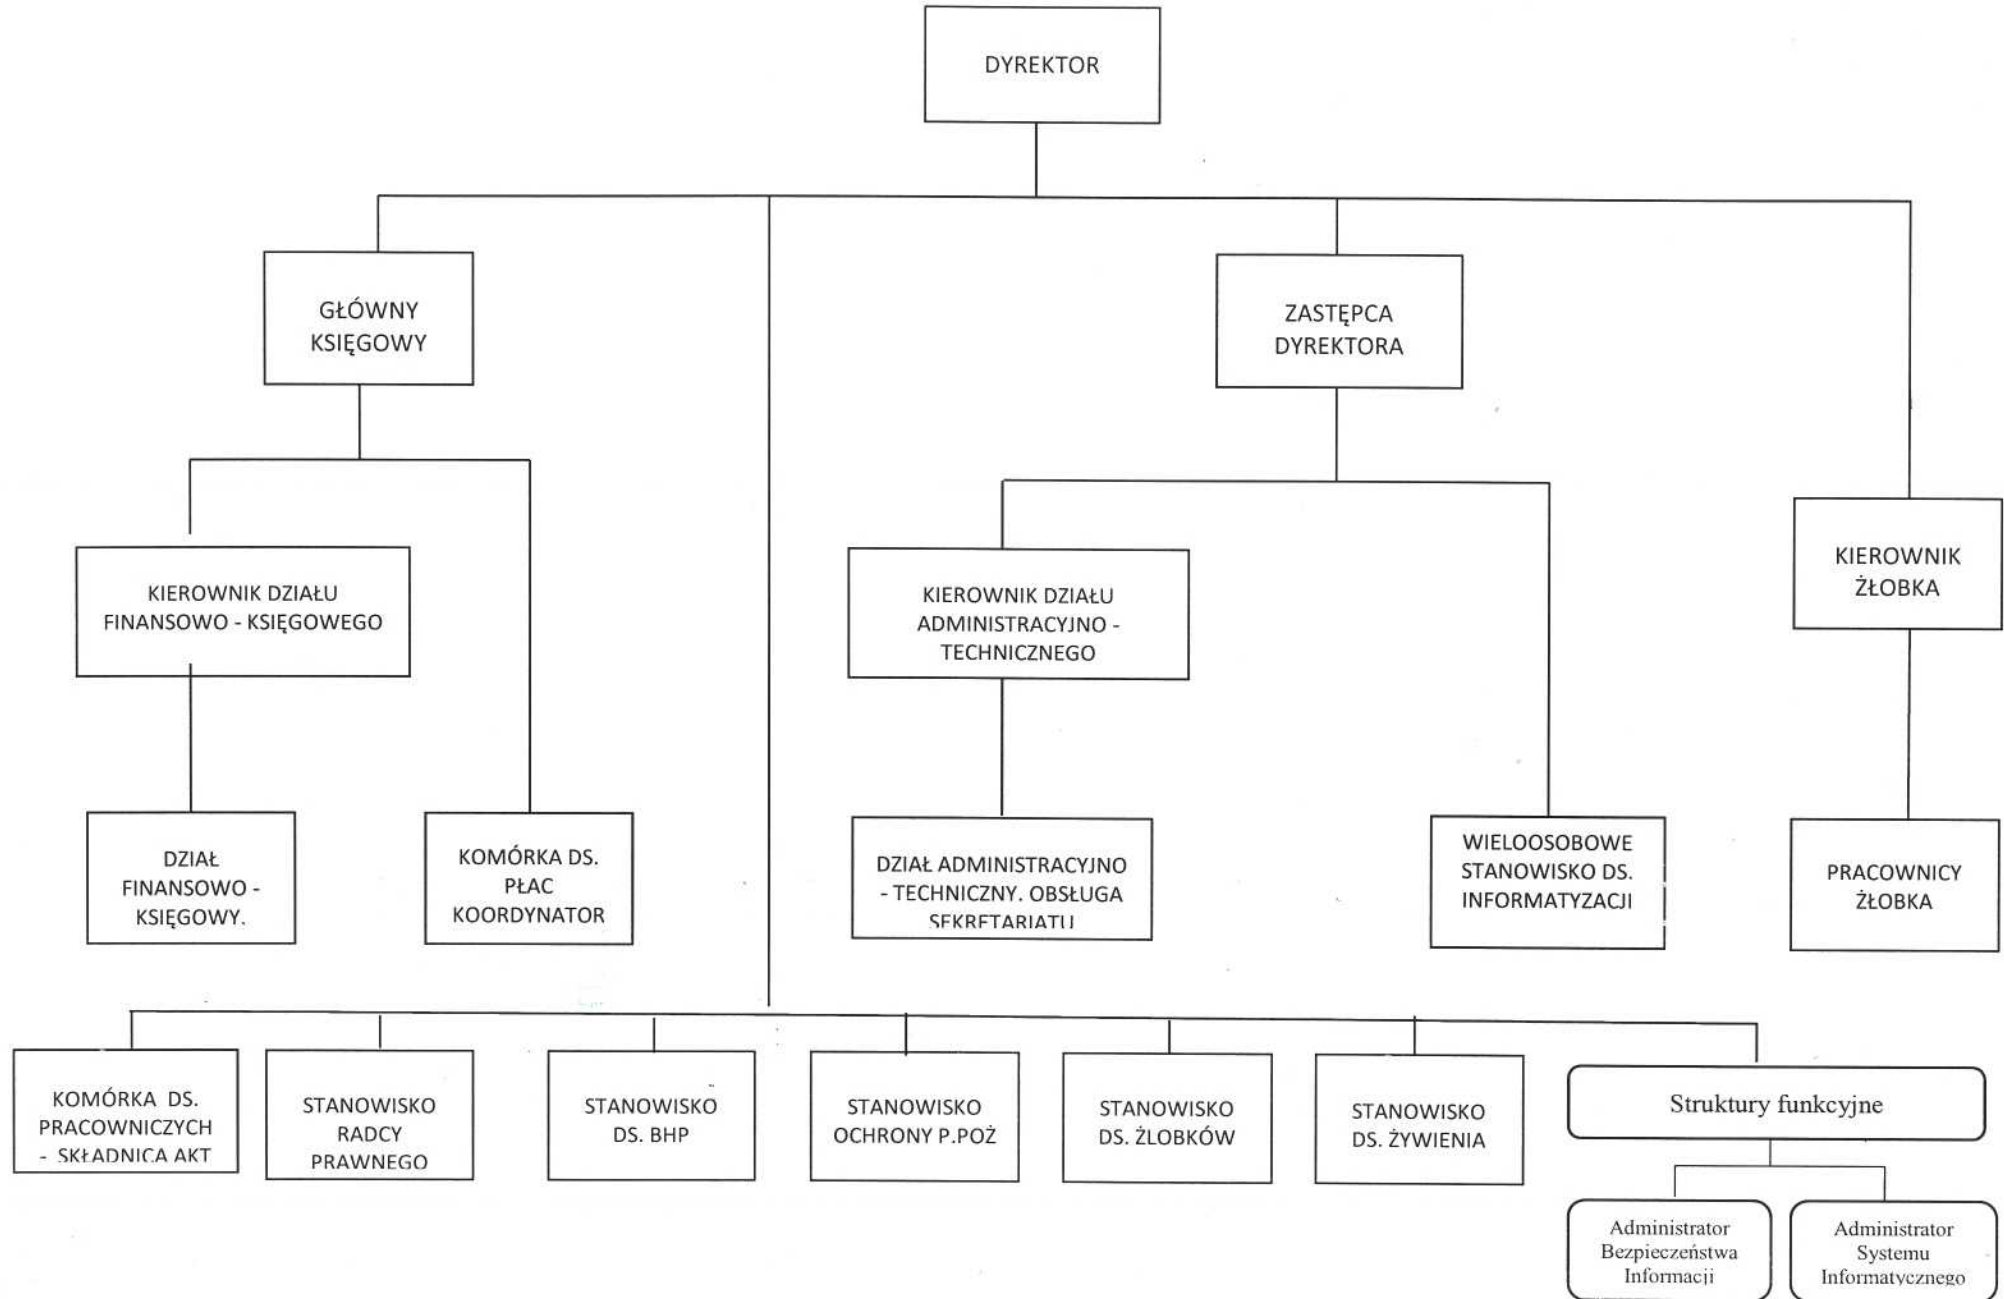 DYREKTOR
GŁÓWNY
KSIĘGOWY
ZASTĘPCA
DYREKTORA
KIEROWNIK DZIAŁU
FINANSOWO - KSIĘGOWEGO
KIEROWNIK DZIAŁU
ADMINISTRACYJNO -
TECHNICZNEGO
KIEROWNIK
ŻŁOBKA
DZIAŁ
FINANSOWO -
KSIĘGOWY.
KOMÓRKA DS.
PŁAC
KOORDYNATOR
DZIAŁ ADMINISTRACYJNO
- TECHNICZNY. OBSŁUGA
SEKRETARIATU
WIELOOSOBOWE
STANOWISKO DS.
INFORMATYZACJI
PRACOWNICY
ŻŁOBKA
KOMÓRKA DS.
PRACOWNICZYCH
- SKŁADNICA AKT
STANOWISKO
RADCY
PRAWNEGO
STANOWISKO
DS. BHP
STANOWISKO
OCHRONY P.POŻ
STANOWISKO
DS. ŻLOBKÓW
STANOWISKO
DS. ŻYWIENIA
Struktury funkcyjne
Administrator
Bezpieczeństwa
Informacji
Administrator
Systemu
Informatycznego